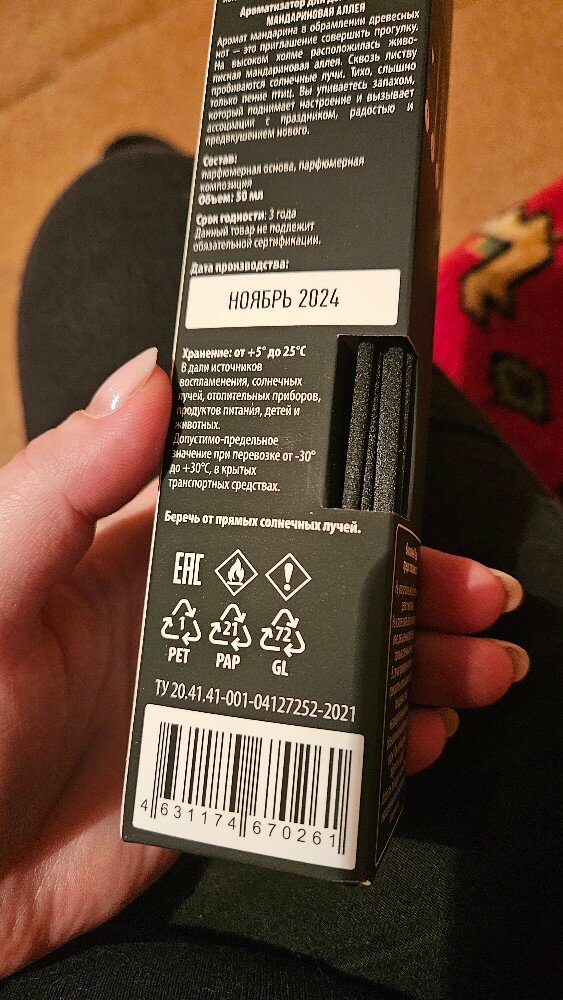 Ароматизатор для
МАНДАРИНОВАЯ АЛЛЕЯ
Аромат мандарина в обрамлении древесных
нот — это приглашение совершить прогулку.
На высоком холме расположилась живо-
писная мандариновая аллея. Сквозь листву
пробиваются солнечные лучи. Тихо, слышно
только пение птиц. Вы упиваетесь запахом,
который поднимает настроение и вызывает
ассоциации с праздником, радостью и
предвкушением нового.
Состав:
парфюмерная основа, парфюмерная
композиция
Объем: 50 мл
Срок годности: 3 года
Данный товар не подлежит
обязательной сертификации.
Дата производства:
НОЯБРЬ 2024
Хранение: от +5° до 25°С
В дали источников
воспламенения, солнечных
лучей, отопительных приборов,
продуктов питания, детей и
животных.
Допустимо-предельное
значение при перевозке от -30°
до +30°С, в крытых
транспортных средствах.
Беречь от прямых солнечных лучей.
ЕАС
1 21 72
PET PAP GL
ТУ 20.41.41-001-04127252-2021
4 631174 670261